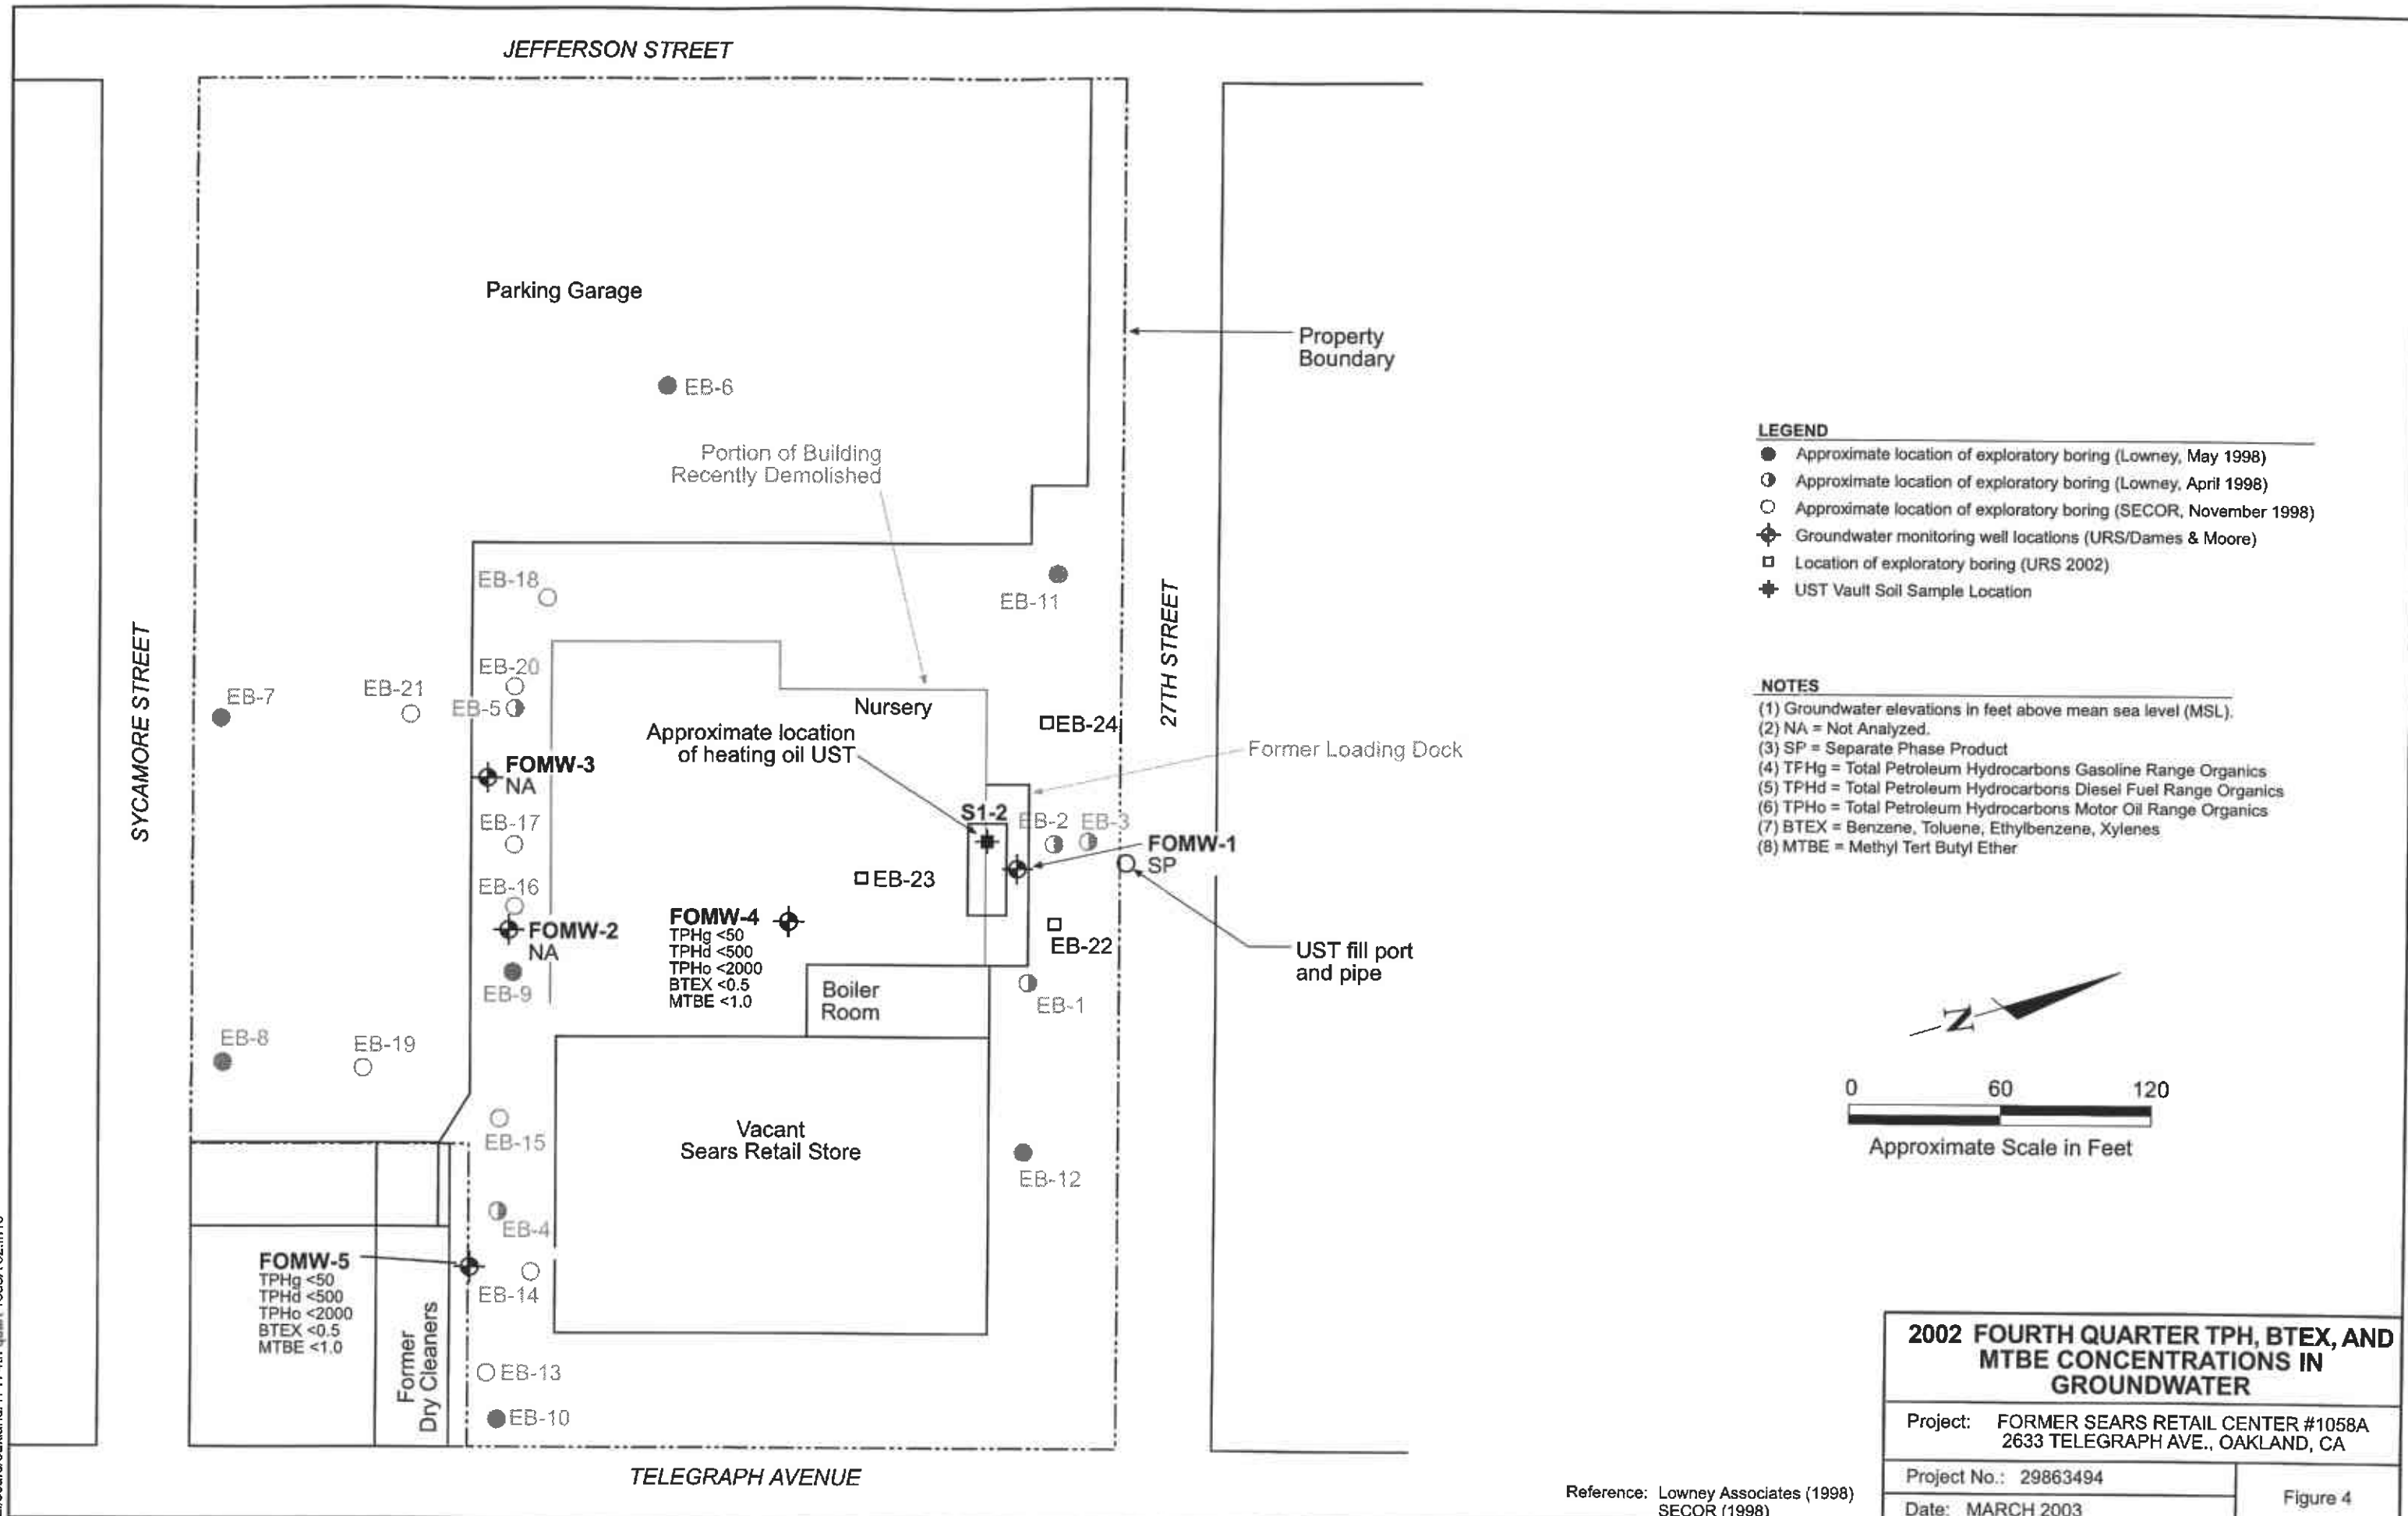 JEFFERSON STREET
Parking Garage
Property
Boundary
EB-6
Portion of Building
Recently Demolished
LEGEND
Approximate location of exploratory boring (Lowney, May 1998)
Approximate location of exploratory boring (Lowney, April 1998)
Approximate location of exploratory boring (SECOR, November 1998)
Groundwater monitoring well locations (URS/Dames & Moore)
Location of exploratory boring (URS 2002)
UST Vault Soil Sample Location
EB-18
EB-11
SYCAMORE STREET
27TH STREET
EB-20
EB-7
EB-21
EB-5
Nursery
EB-24
Approximate location
of heating oil UST
Former Loading Dock
NOTES
(1) Groundwater elevations in feet above mean sea level (MSL).
(2) NA = Not Analyzed.
(3) SP = Separate Phase Product
(4) TPHg = Total Petroleum Hydrocarbons Gasoline Range Organics
(5) TPHd = Total Petroleum Hydrocarbons Diesel Fuel Range Organics
(6) TPHo = Total Petroleum Hydrocarbons Motor Oil Range Organics
(7) BTEX = Benzene, Toluene, Ethylbenzene, Xylenes
(8) MTBE = Methyl Tert Butyl Ether
FOMW-3
NA
EB-17
S1-2
EB-2
EB-3
FOMW-1
SP
EB-16
EB-23
FOMW-2
NA
FOMW-4
TPHg <50
TPHd <500
TPHo <2000
BTEX <0.5
MTBE <1.0
EB-22
UST fill port
and pipe
EB-9
Boiler
Room
EB-1
N
EB-8
EB-19
0 60 120
Approximate Scale in Feet
EB-15
Vacant
Sears Retail Store
EB-12
EB-4
FOMW-5
TPHg <50
TPHd <500
TPHo <2000
BTEX <0.5
MTBE <1.0
EB-14
Former
Dry Cleaners
EB-13
EB-10
TELEGRAPH AVENUE
Reference: Lowney Associates (1998)
SECOR (1998)
2002 FOURTH QUARTER TPH, BTEX, AND
MTBE CONCENTRATIONS IN
GROUNDWATER
Project: FORMER SEARS RETAIL CENTER #1058A
2633 TELEGRAPH AVE., OAKLAND, CA
Project No.: 29863494
Date: MARCH 2003
Figure 4